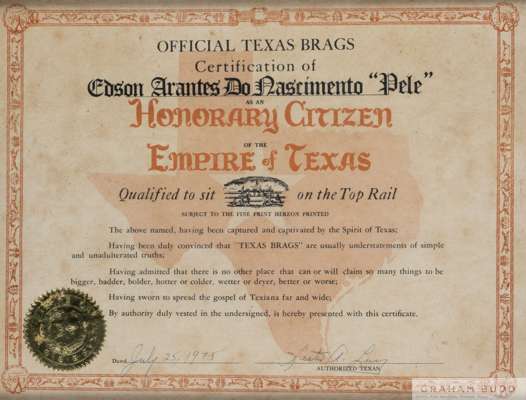 OFFICIAL TEXAS BRAGS
Certification of
Edson Arantes Do Nascimento "Pele"
AS AN
HONORARY CITIZEN
OF THE
EMPIRE of TEXAS
Qualified to sit on the Top Rail
SUBJECT TO THE FINE PRINT HEREON PRINTED
The above named, having been captured and captivated by the Spirit of Texas;
Having been duly convinced that "TEXAS BRAGS" are usually understatements of simple
and unadulterated truths;
Having admitted that there is no other place that can or will claim so many things to be
bigger, badder, bolder, hotter or colder, wetter or dryer, better or worse;
Having sworn to spread the gospel of Texiana far and wide;
By authority duly vested in the undersigned, is hereby presented with this certificate.
Dated July 25, 1975
AUTHORIZED TEXAN
GRAHAM BUDD